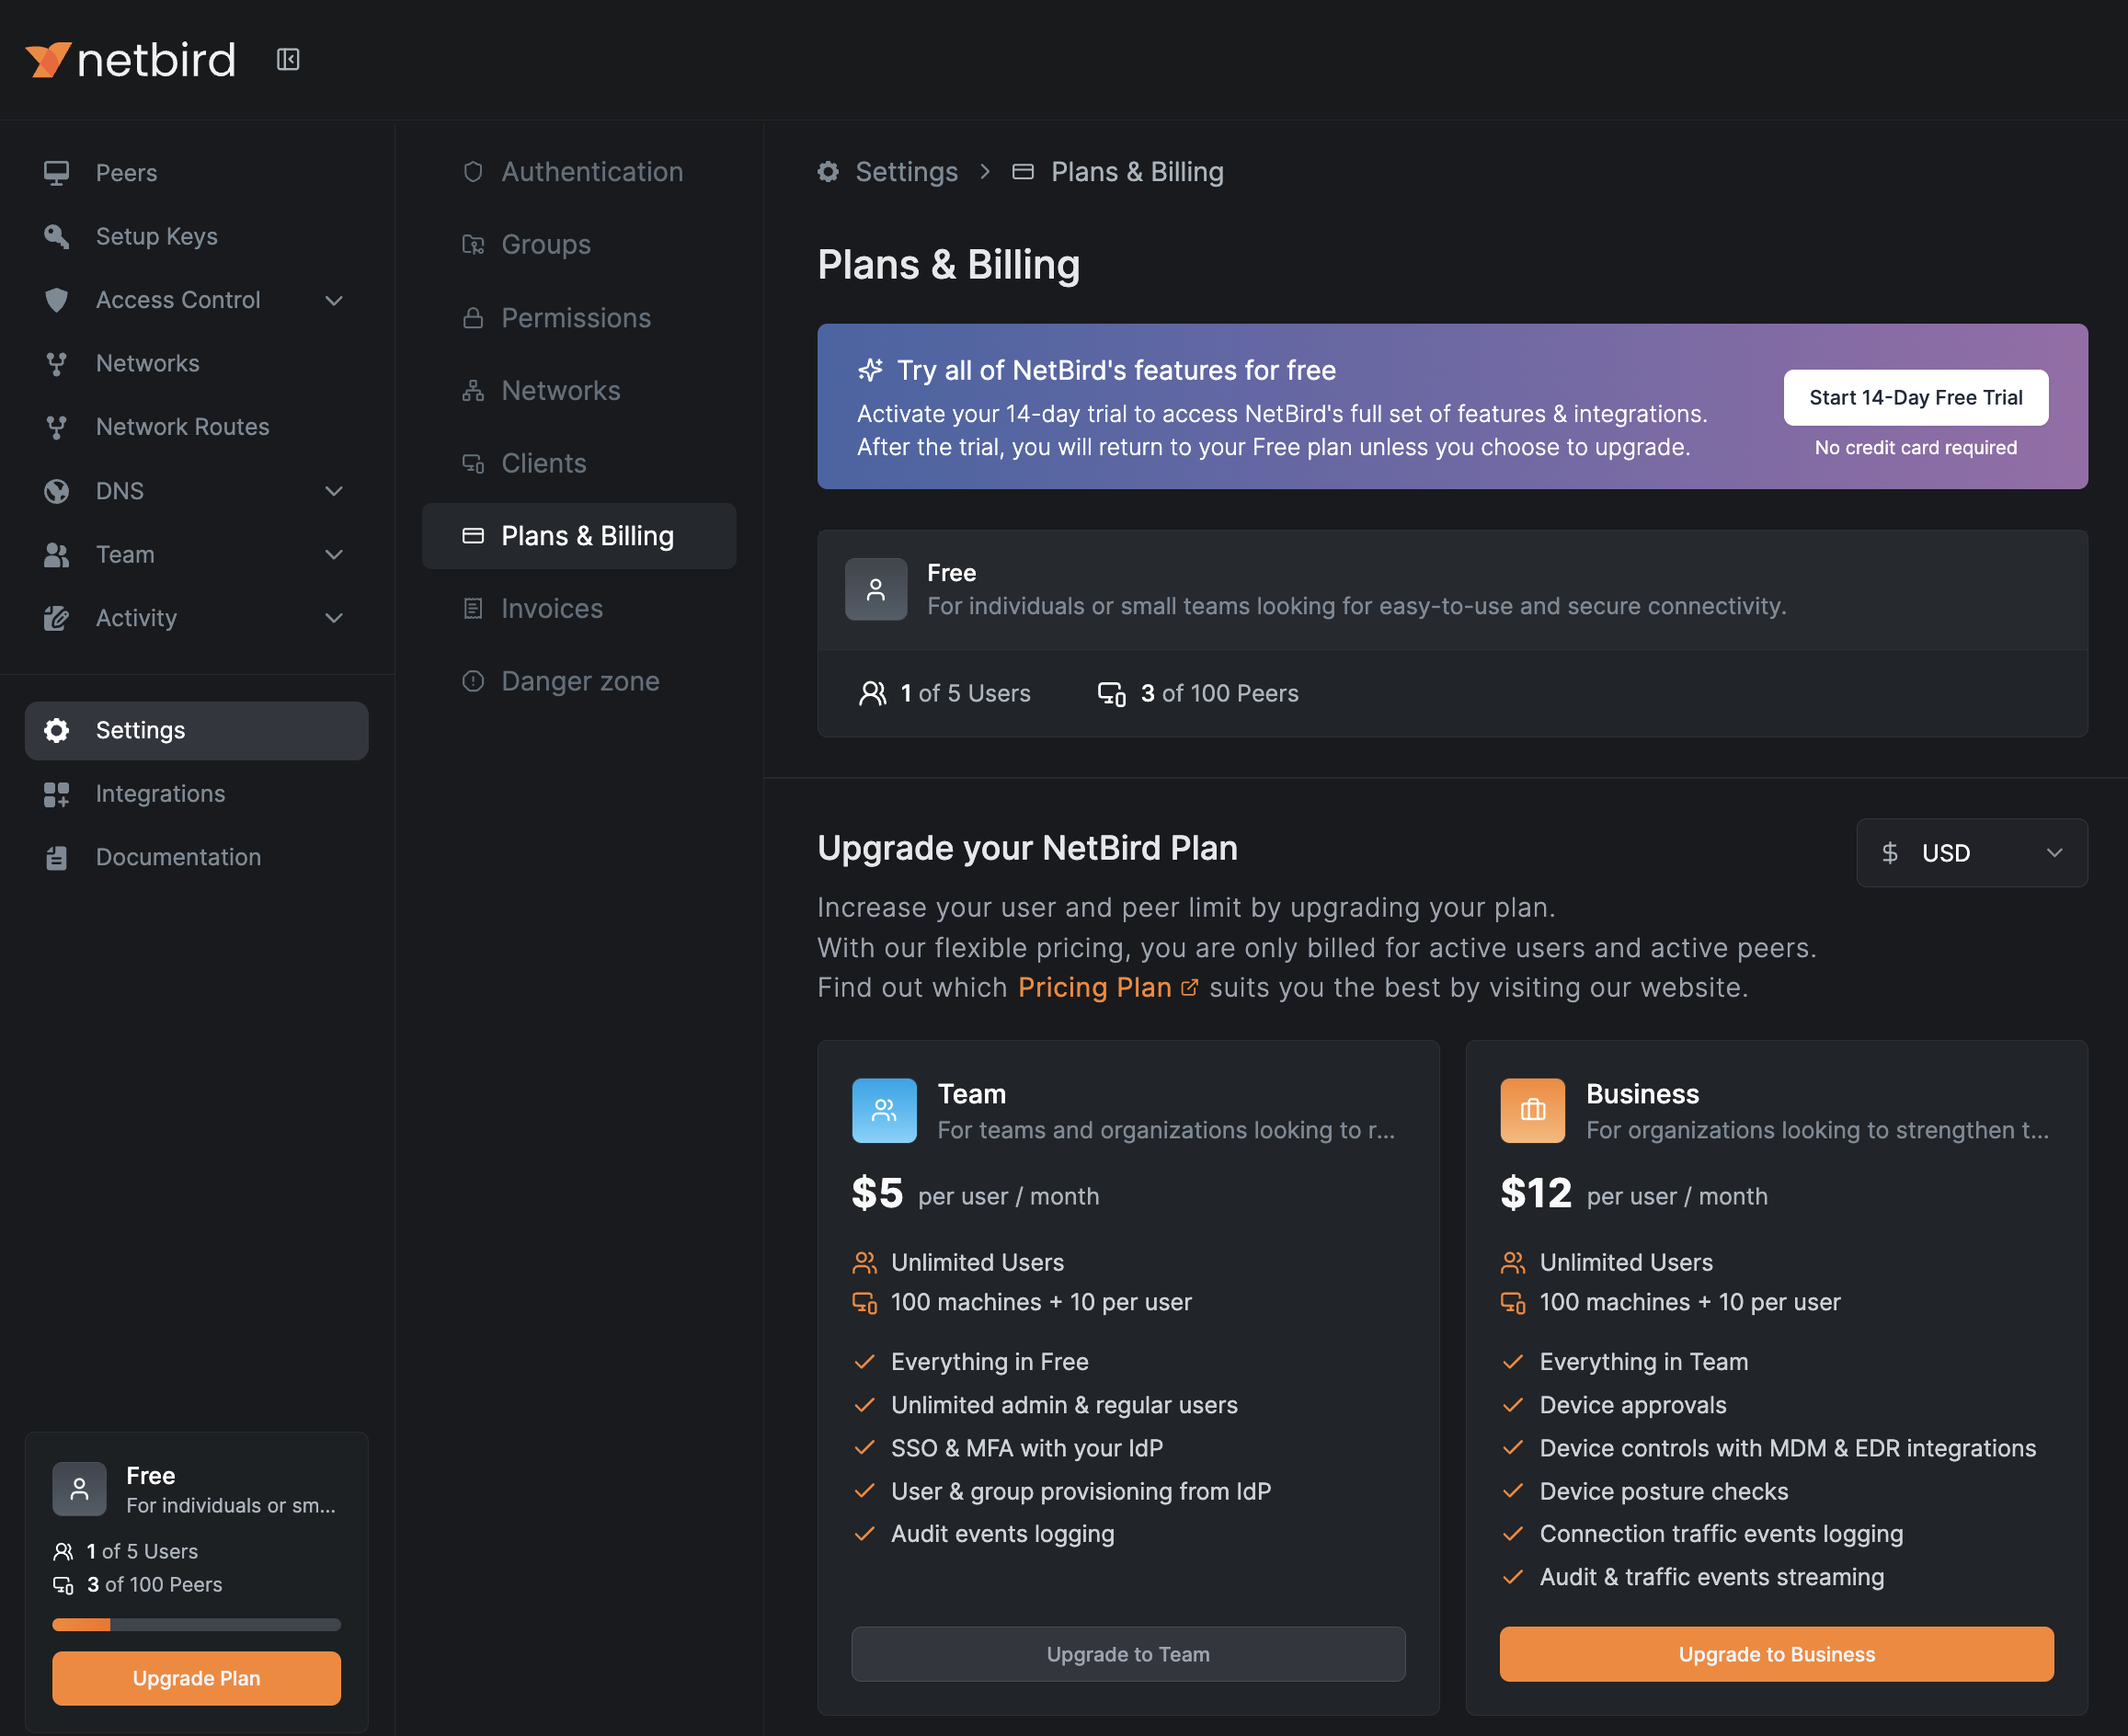 netbird
Peers
Setup Keys
Access Control
Networks
Network Routes
DNS
Team
Activity
Settings
Integrations
Documentation
Free
For individuals or sm...
1 of 5 Users
3 of 100 Peers
Upgrade Plan
Authentication
Groups
Permissions
Networks
Clients
Plans & Billing
Invoices
Danger zone
Settings > Plans & Billing
Plans & Billing
Try all of NetBird's features for free
Activate your 14-day trial to access NetBird's full set of features & integrations.
After the trial, you will return to your Free plan unless you choose to upgrade.
Start 14-Day Free Trial
No credit card required
Free
For individuals or small teams looking for easy-to-use and secure connectivity.
1 of 5 Users 3 of 100 Peers
Upgrade your NetBird Plan
$ USD
Increase your user and peer limit by upgrading your plan.
With our flexible pricing, you are only billed for active users and active peers.
Find out which Pricing Plan suits you the best by visiting our website.
Team
For teams and organizations looking to r...
$5 per user / month
Unlimited Users
100 machines + 10 per user
Everything in Free
Unlimited admin & regular users
SSO & MFA with your IdP
User & group provisioning from IdP
Audit events logging
Upgrade to Team
Business
For organizations looking to strengthen t...
$12 per user / month
Unlimited Users
100 machines + 10 per user
Everything in Team
Device approvals
Device controls with MDM & EDR integrations
Device posture checks
Connection traffic events logging
Audit & traffic events streaming
Upgrade to Business